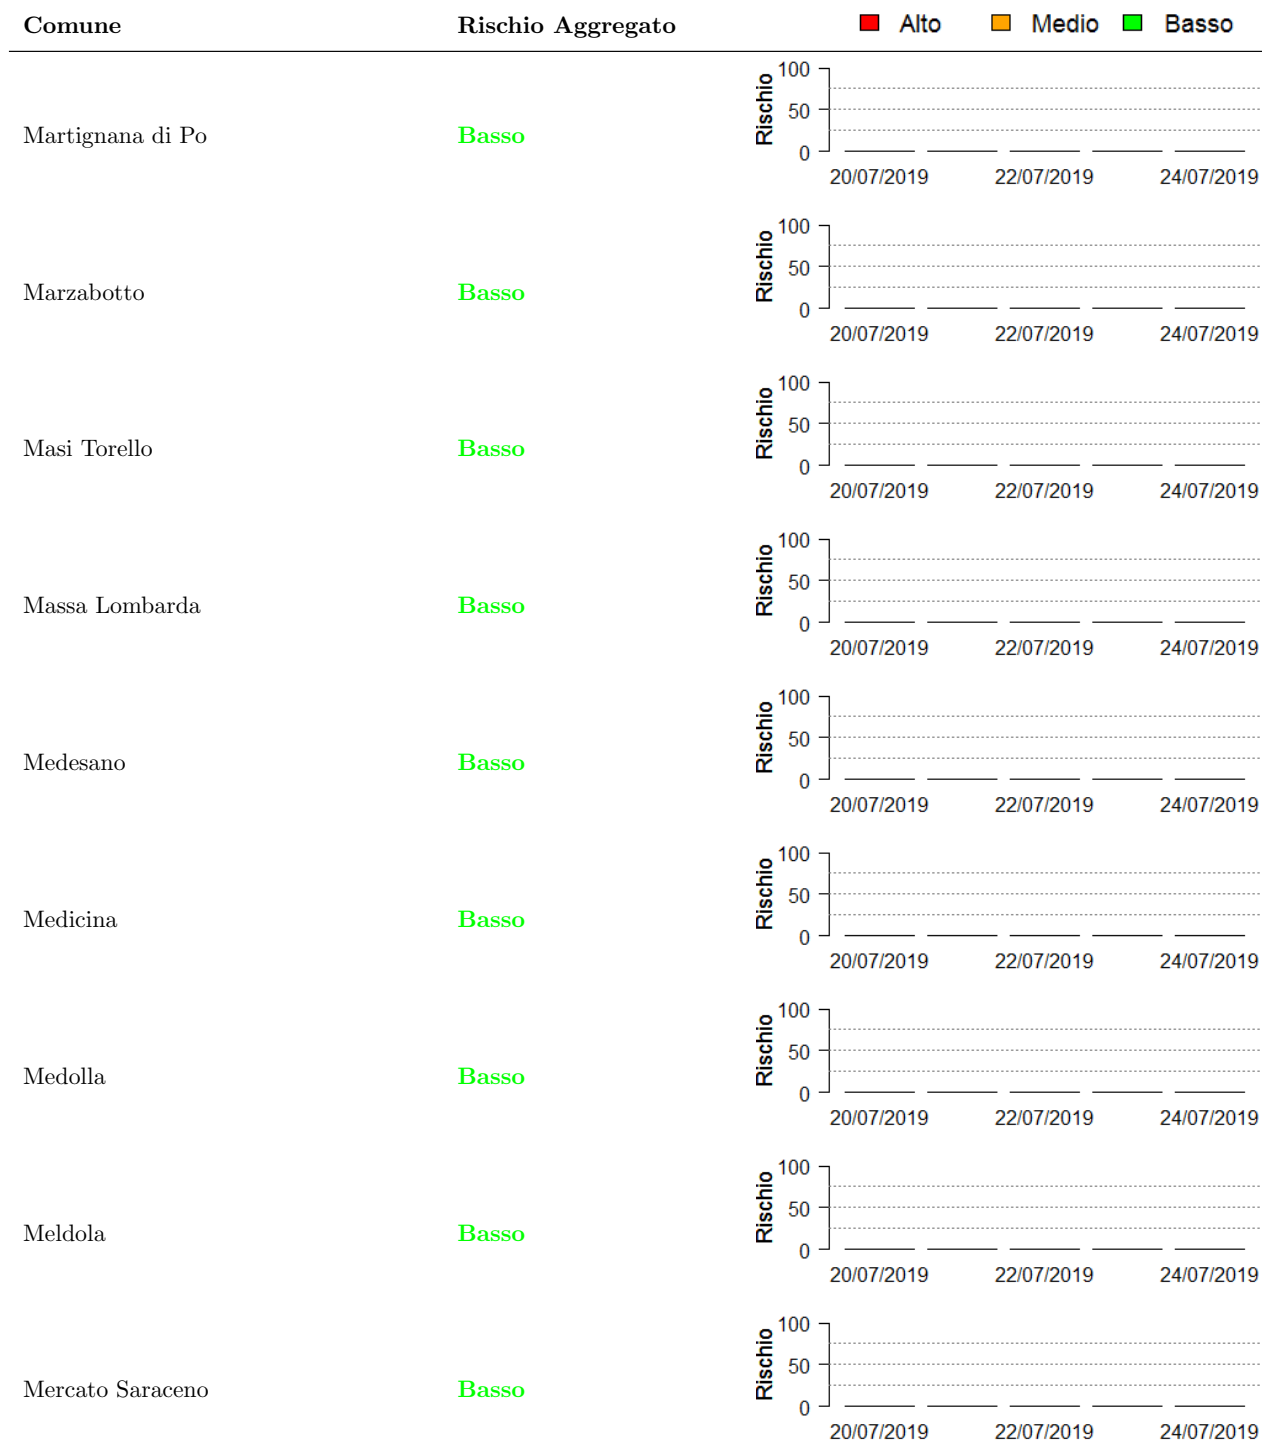 Comune Rischio Aggregato Alto Medio Basso
100
Rischio
50
Martignana di Po Basso
0
20/07/2019 22/07/2019 24/07/2019
100
Rischio
50
Marzabotto Basso
0
20/07/2019 22/07/2019 24/07/2019
100
Rischio
50
Masi Torello Basso
0
20/07/2019 22/07/2019 24/07/2019
100
Rischio
50
Massa Lombarda Basso
0
20/07/2019 22/07/2019 24/07/2019
100
Rischio
50
Medesano Basso
0
20/07/2019 22/07/2019 24/07/2019
100
Rischio
50
Medicina Basso
0
20/07/2019 22/07/2019 24/07/2019
100
Rischio
50
Medolla Basso
0
20/07/2019 22/07/2019 24/07/2019
100
Rischio
50
Meldola Basso
0
20/07/2019 22/07/2019 24/07/2019
100
Rischio
50
Mercato Saraceno Basso
0
20/07/2019 22/07/2019 24/07/2019